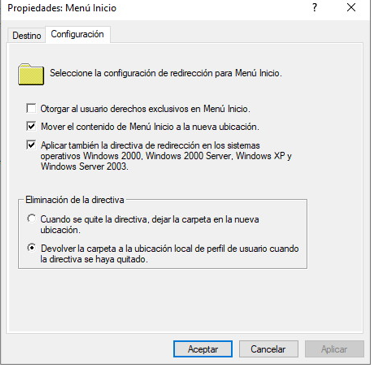 Propiedades: Menú Inicio
Destino
Configuración
Seleccione la configuración de redirección para Menú Inicio.
Otorgar al usuario derechos exclusivos en Menú Inicio.
Mover el contenido de Menú Inicio a la nueva ubicación.
Aplicar también la directiva de redirección en los sistemas
operativos Windows 2000, Windows 2000 Server, Windows XP y
Windows Server 2003.
Eliminación de la directiva
Cuando se quite la directiva, dejar la carpeta en la nueva
ubicación.
Devolver la carpeta a la ubicación local de perfil de usuario cuando
la directiva se haya quitado.
Aceptar
Cancelar
Aplicar